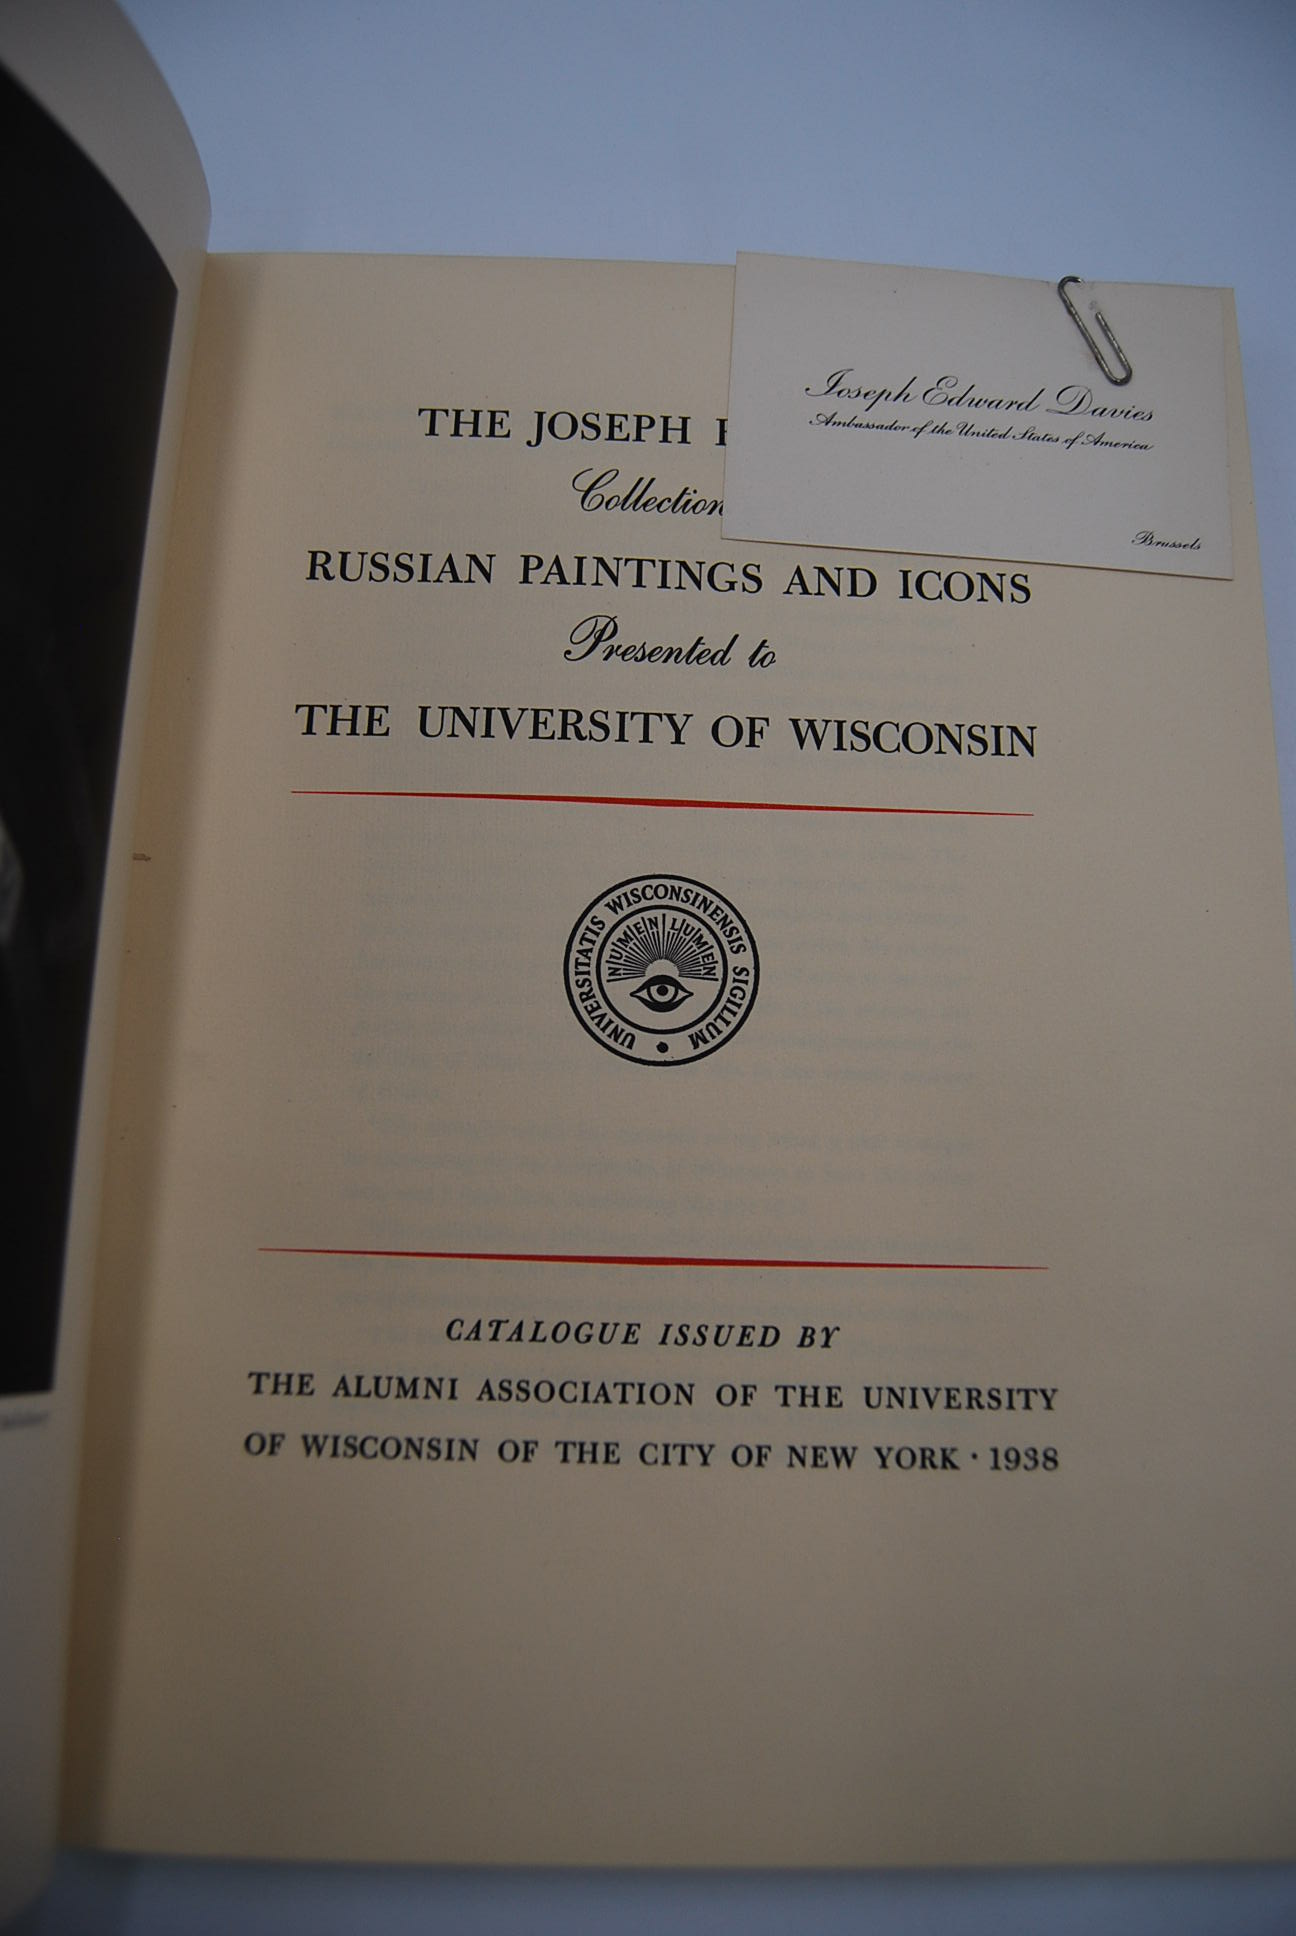 Joseph Edward Davies
Ambassador of the United States of America
Brussels
THE JOSEPH
Collection
RUSSIAN PAINTINGS AND ICONS
Presented to
THE UNIVERSITY OF WISCONSIN
UNIVERSITATIS WISCONSINENSIS SIGILLUM
NUMEN LUMEN
CATALOGUE ISSUED BY
THE ALUMNI ASSOCIATION OF THE UNIVERSITY
OF WISCONSIN OF THE CITY OF NEW YORK · 1938